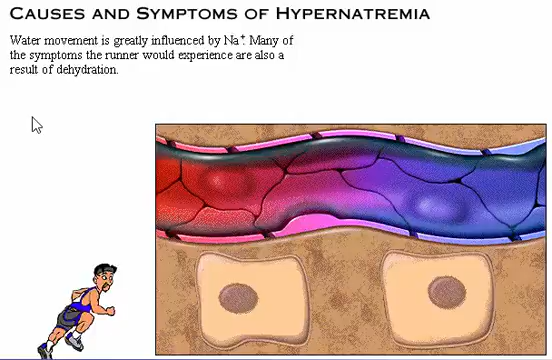 CAUSES AND SYMPTOMS OF HYPERNATREMIA
Water movement is greatly influenced by Na⁺. Many of
the symptoms the runner would experience are also a
result of dehydration.